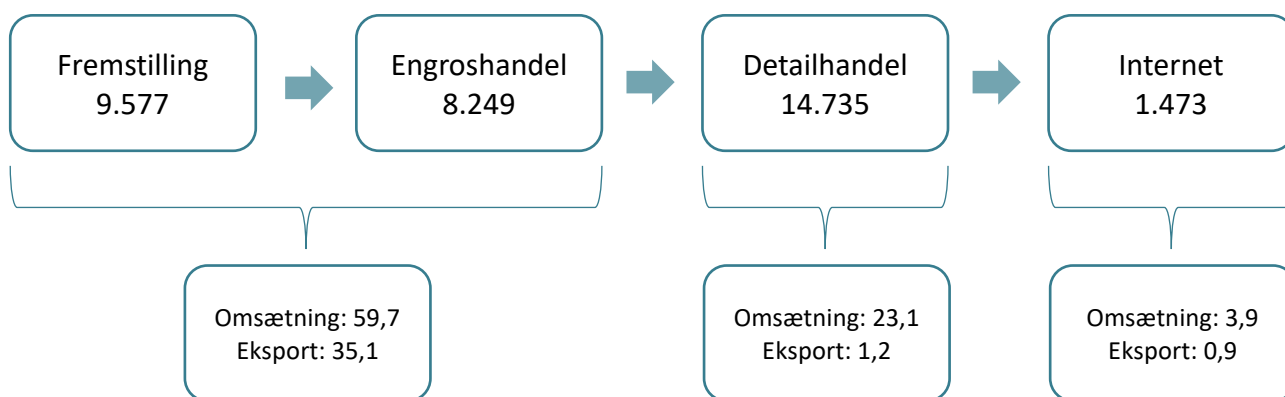 Fremstilling
9.577
Engroshandel
8.249
Detailhandel
14.735
Internet
1.473
Omsætning: 59,7
Eksport: 35,1
Omsætning: 23,1
Eksport: 1,2
Omsætning: 3,9
Eksport: 0,9